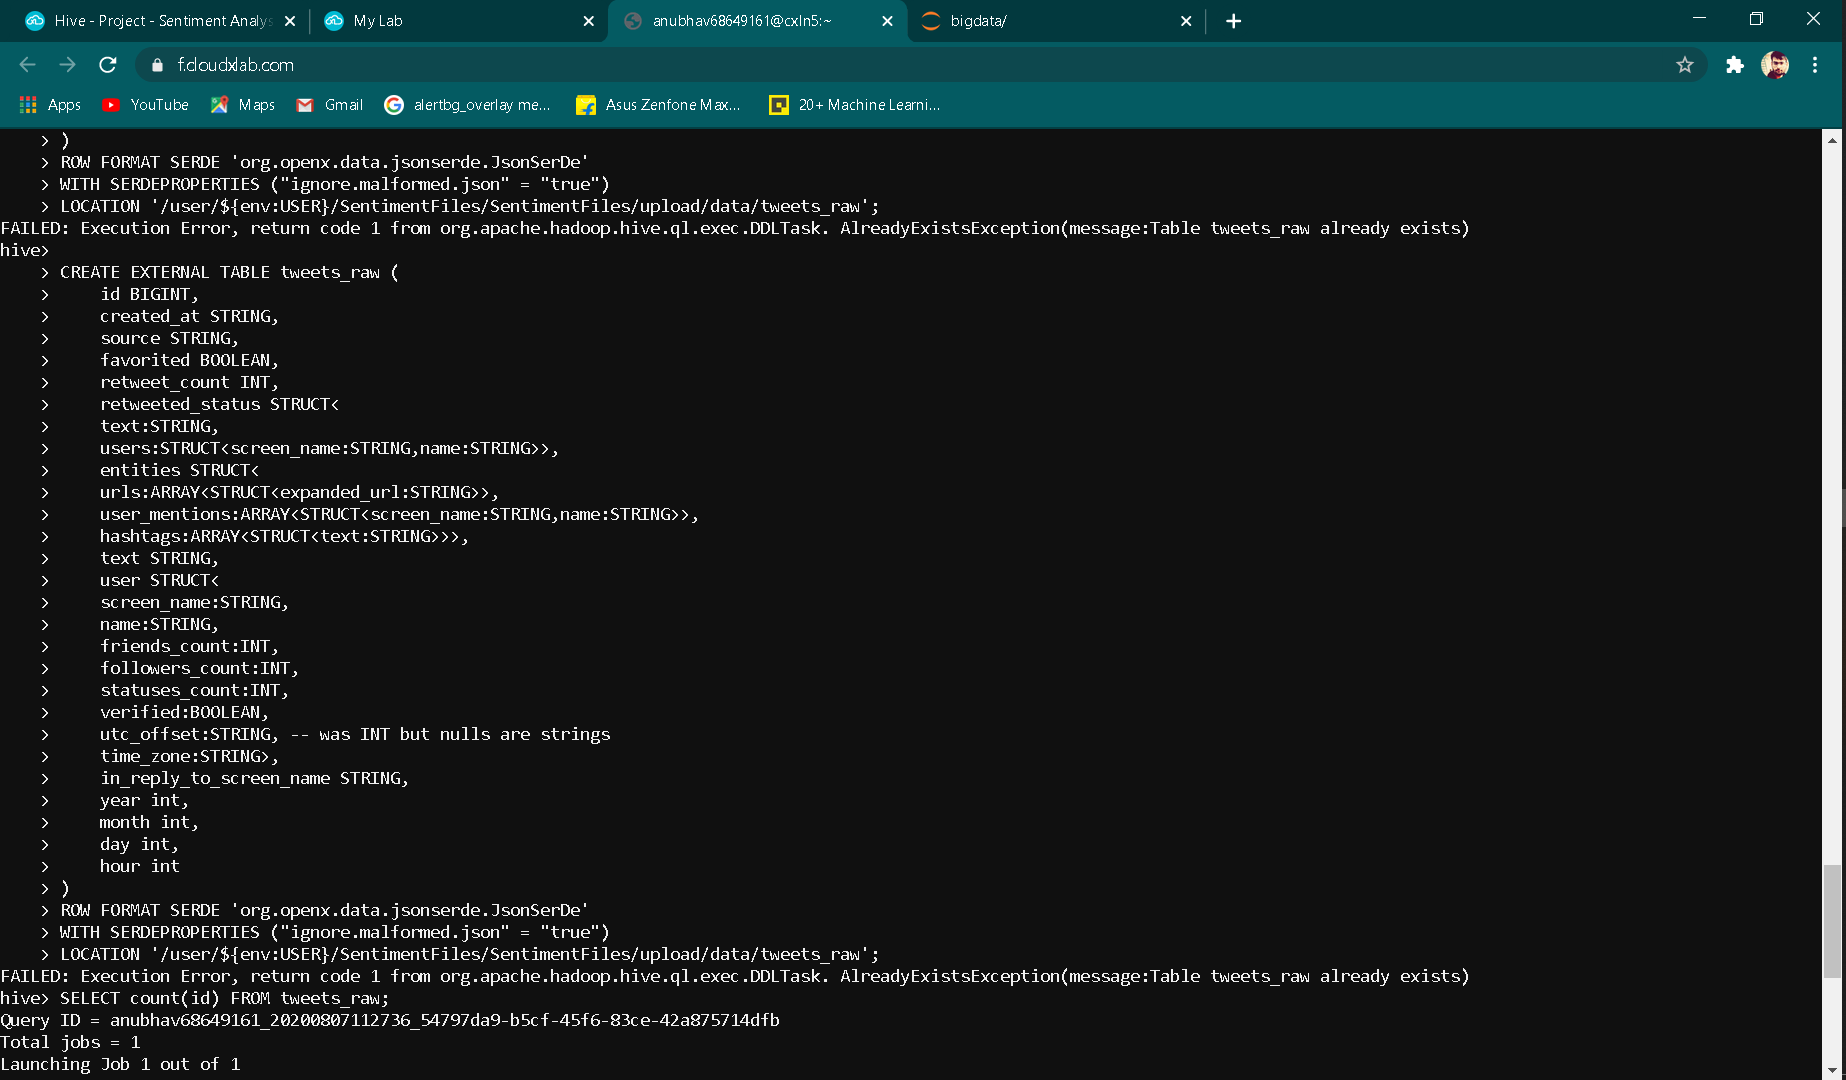 Hive - Project - Sentiment Analys
My Lab
anubhav68649161@cxln5:~
bigdata/
f.cloudxlab.com
Apps
YouTube
Maps
Gmail
alertbg_overlay me...
Asus Zenfone Max...
20+ Machine Learni...
    > )
    > ROW FORMAT SERDE 'org.openx.data.jsonserde.JsonSerDe'
    > WITH SERDEPROPERTIES ("ignore.malformed.json" = "true")
    > LOCATION '/user/${env:USER}/SentimentFiles/SentimentFiles/upload/data/tweets_raw';
FAILED: Execution Error, return code 1 from org.apache.hadoop.hive.ql.exec.DDLTask. AlreadyExistsException(message:Table tweets_raw already exists)
hive>
    > CREATE EXTERNAL TABLE tweets_raw (
    >     id BIGINT,
    >     created_at STRING,
    >     source STRING,
    >     favorited BOOLEAN,
    >     retweet_count INT,
    >     retweeted_status STRUCT<
    >     text:STRING,
    >     users:STRUCT<screen_name:STRING,name:STRING>>,
    >     entities STRUCT<
    >     urls:ARRAY<STRUCT<expanded_url:STRING>>,
    >     user_mentions:ARRAY<STRUCT<screen_name:STRING,name:STRING>>,
    >     hashtags:ARRAY<STRUCT<text:STRING>>>,
    >     text STRING,
    >     user STRUCT<
    >     screen_name:STRING,
    >     name:STRING,
    >     friends_count:INT,
    >     followers_count:INT,
    >     statuses_count:INT,
    >     verified:BOOLEAN,
    >     utc_offset:STRING, -- was INT but nulls are strings
    >     time_zone:STRING>,
    >     in_reply_to_screen_name STRING,
    >     year int,
    >     month int,
    >     day int,
    >     hour int
    > )
    > ROW FORMAT SERDE 'org.openx.data.jsonserde.JsonSerDe'
    > WITH SERDEPROPERTIES ("ignore.malformed.json" = "true")
    > LOCATION '/user/${env:USER}/SentimentFiles/SentimentFiles/upload/data/tweets_raw';
FAILED: Execution Error, return code 1 from org.apache.hadoop.hive.ql.exec.DDLTask. AlreadyExistsException(message:Table tweets_raw already exists)
hive> SELECT count(id) FROM tweets_raw;
Query ID = anubhav68649161_20200807112736_54797da9-b5cf-45f6-83ce-42a875714dfb
Total jobs = 1
Launching Job 1 out of 1